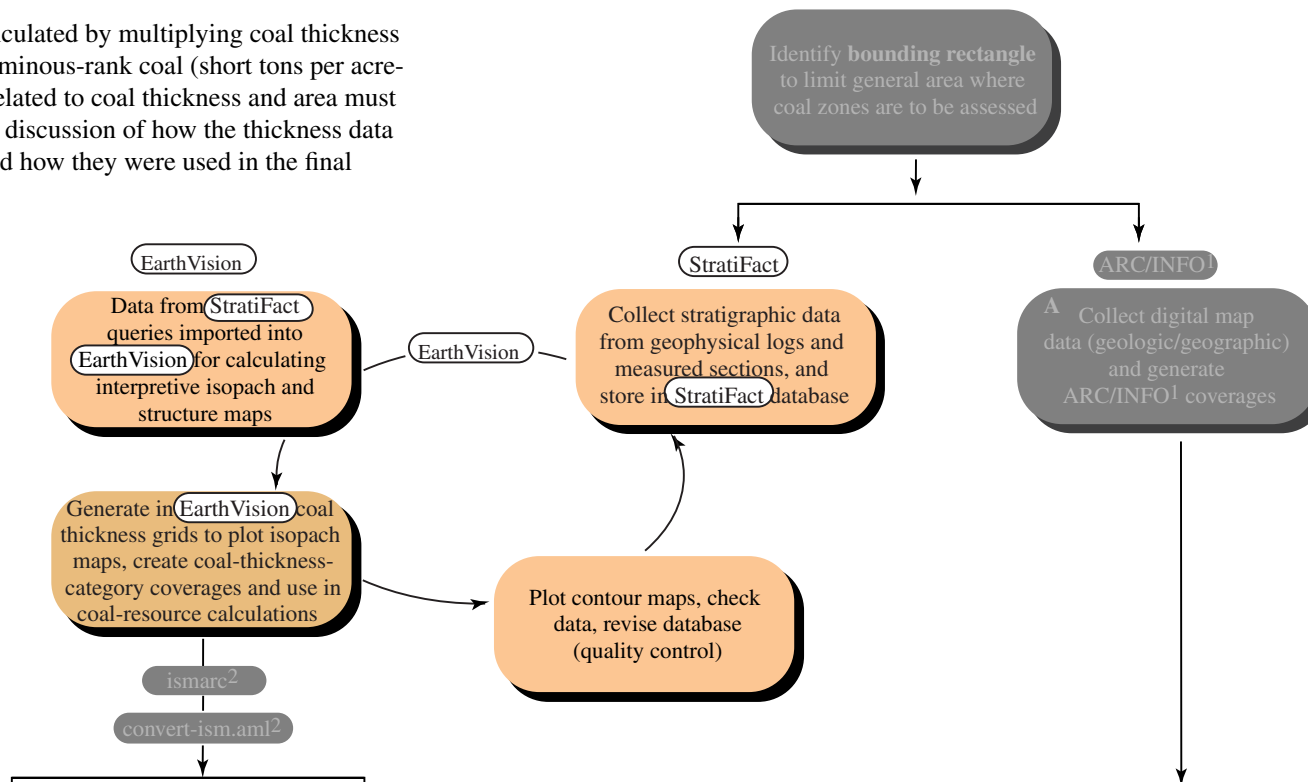 culated by multiplying coal thickness
minous-rank coal (short tons per acre-
elated to coal thickness and area must
discussion of how the thickness data
d how they were used in the final
Identify bounding rectangle
to limit general area where
coal zones are to be assessed
EarthVision
Data from StratiFact
queries imported into
EarthVision for calculating
interpretive isopach and
structure maps
EarthVision
StratiFact
Collect stratigraphic data
from geophysical logs and
measured sections, and
store in StratiFact database
ARC/INFO1
A Collect digital map
data (geologic/geographic)
and generate
ARC/INFO1 coverages
Generate in EarthVision coal
thickness grids to plot isopach
maps, create coal-thickness-
category coverages and use in
coal-resource calculations
Plot contour maps, check
data, revise database
(quality control)
ismarc2
convert-ism.aml2